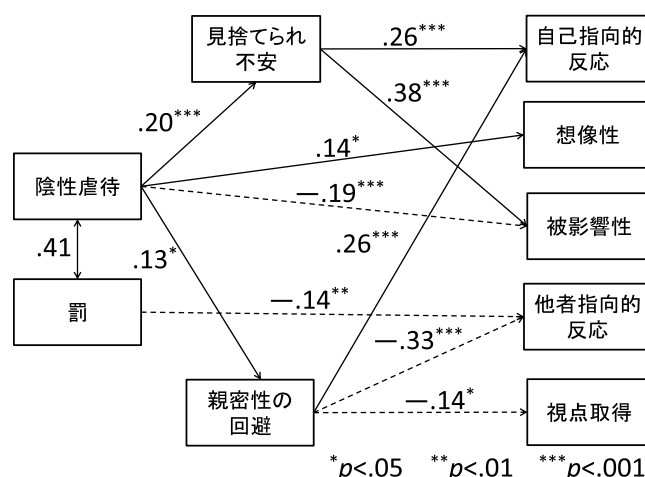 見捨てられ
不安
.26***
自己指向的
反応
.38***
.20***
.14*
想像性
陰性虐待
−.19***
被影響性
.41
.13*
.26***
罰
−.14**
他者指向的
反応
−.33***
親密性の
回避
−.14*
視点取得
*p<.05 **p<.01 ***p<.001